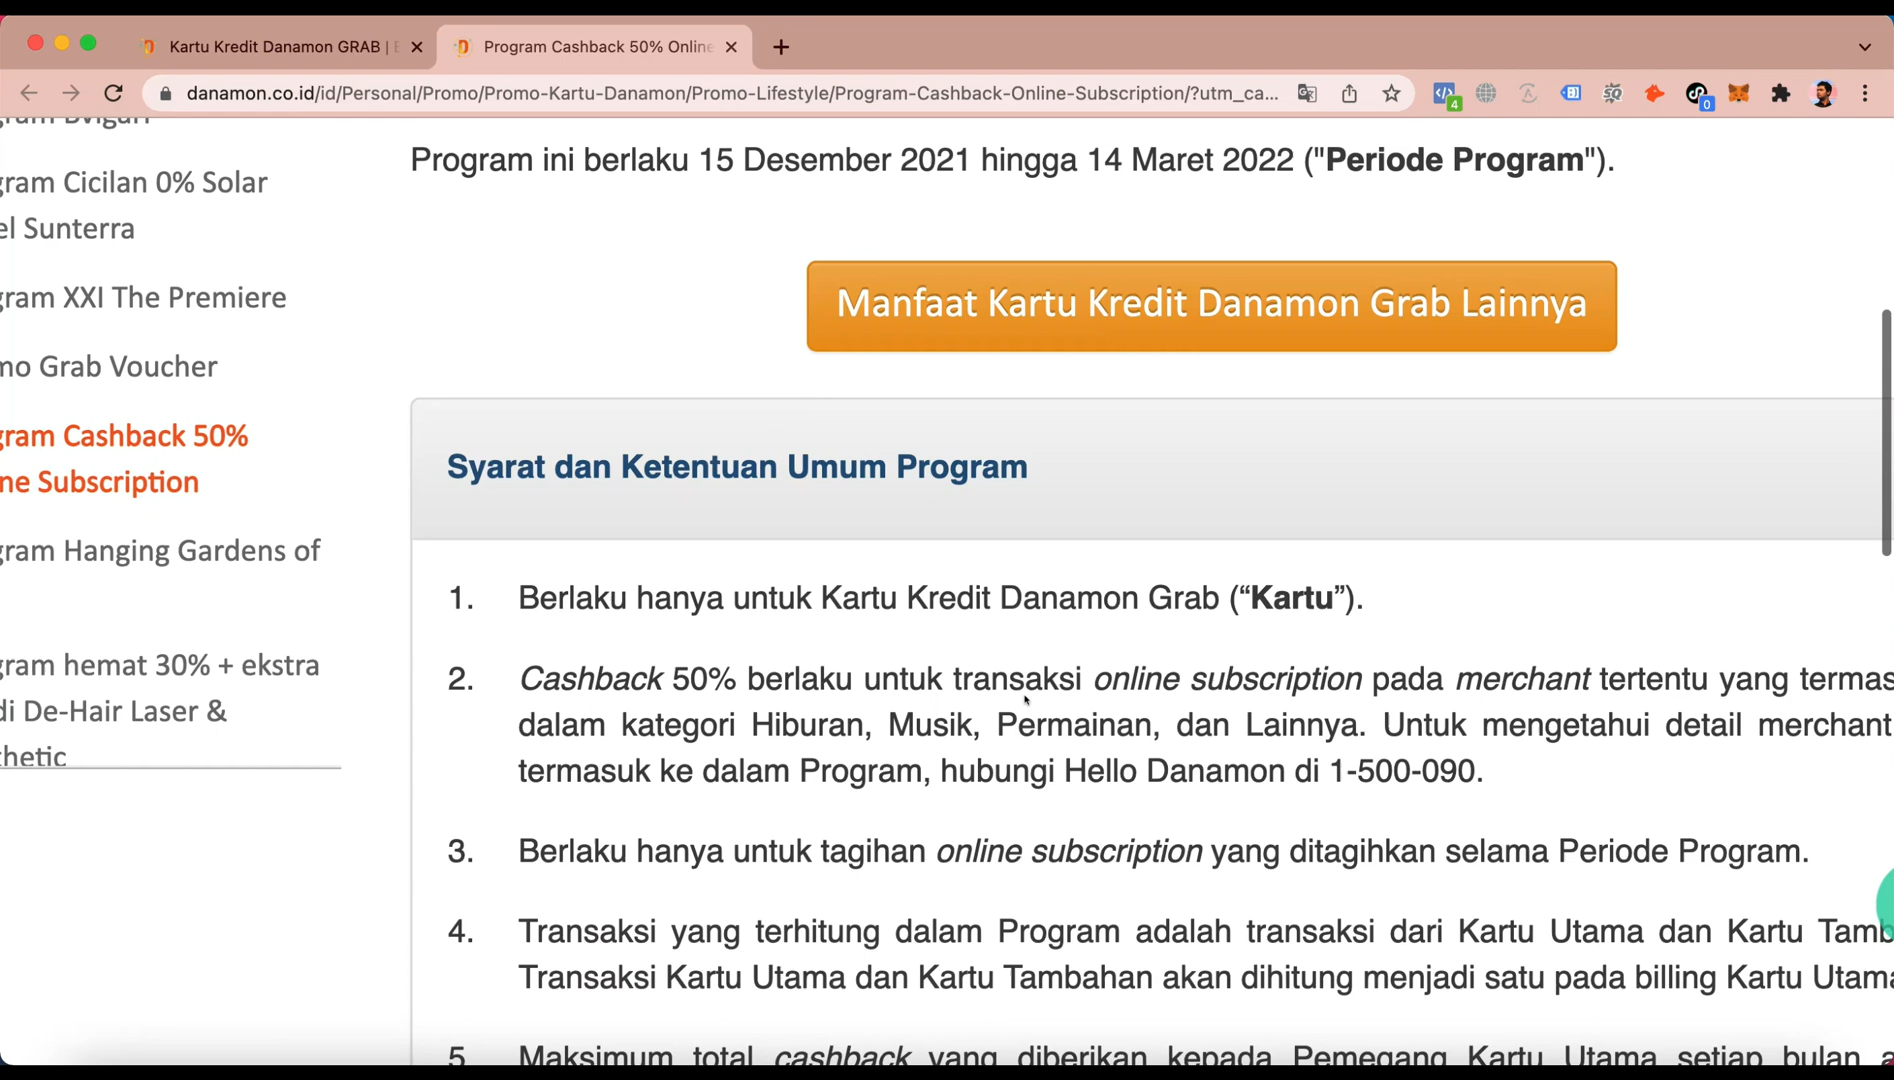 Kartu Kredit Danamon GRAB |
Program Cashback 50% Online
danamon.co.id/id/Personal/Promo/Promo-Kartu-Danamon/Promo-Lifestyle/Program-Cashback-Online-Subscription/?utm_ca...
4
0
gram Bvlgari
gram Cicilan 0% Solar
el Sunterra
gram XXI The Premiere
mo Grab Voucher
gram Cashback 50%
ne Subscription
gram Hanging Gardens of
gram hemat 30% + ekstra
di De-Hair Laser &
thetic
Program ini berlaku 15 Desember 2021 hingga 14 Maret 2022 ("Periode Program").
Manfaat Kartu Kredit Danamon Grab Lainnya
Syarat dan Ketentuan Umum Program
1. Berlaku hanya untuk Kartu Kredit Danamon Grab (“Kartu”).
2. Cashback 50% berlaku untuk transaksi online subscription pada merchant tertentu yang termas
dalam kategori Hiburan, Musik, Permainan, dan Lainnya. Untuk mengetahui detail merchant
termasuk ke dalam Program, hubungi Hello Danamon di 1-500-090.
3. Berlaku hanya untuk tagihan online subscription yang ditagihkan selama Periode Program.
4. Transaksi yang terhitung dalam Program adalah transaksi dari Kartu Utama dan Kartu Tamb
Transaksi Kartu Utama dan Kartu Tambahan akan dihitung menjadi satu pada billing Kartu Utama
5. Maksimum total cashback yang diberikan kepada Pemegang Kartu Utama setiap bulan a